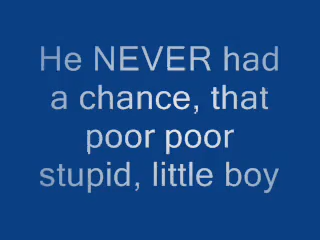 He NEVER had
a chance, that
poor poor
stupid, little boy